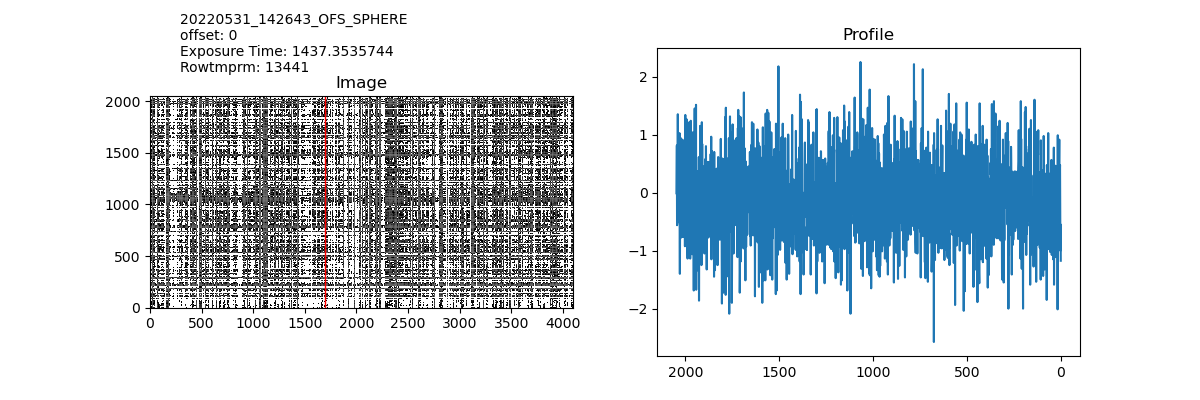 20220531_142643_OFS_SPHERE
offset: 0
Exposure Time: 1437.3535744
Rowtmprm: 13441
Image
2000
1500
1000
500
0
0 500 1000 1500 2000 2500 3000 3500 4000
Profile
2
1
0
−1
−2
2000 1500 1000 500 0